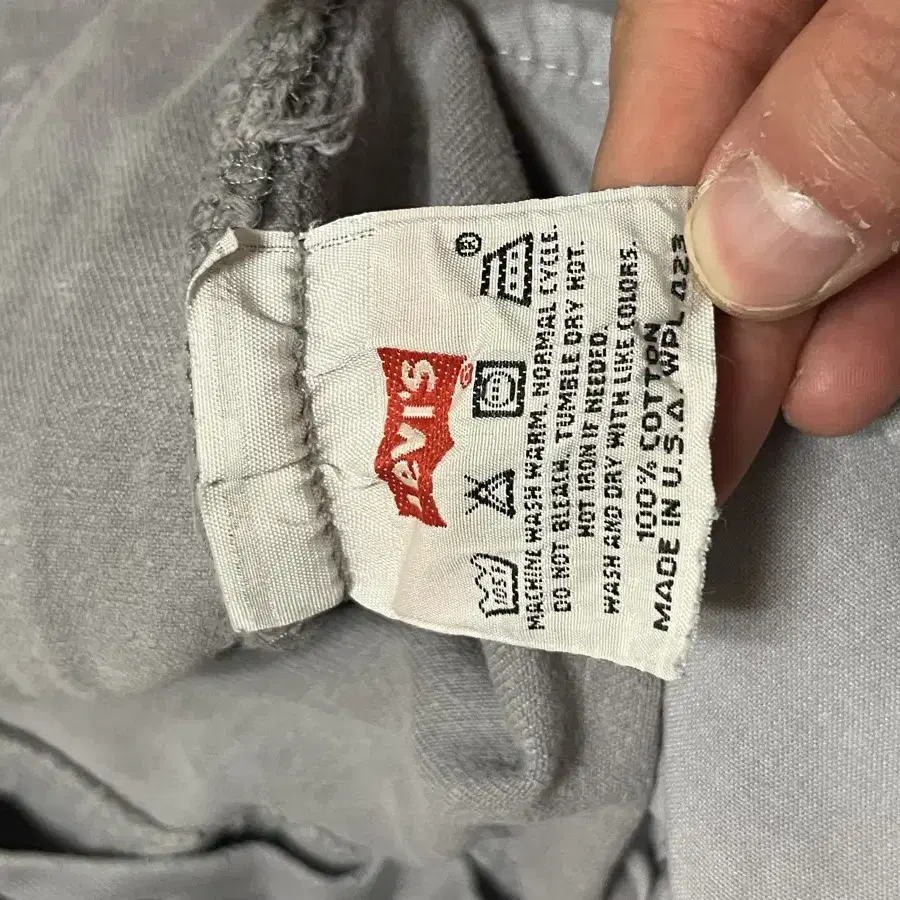 LEVI'S ®
®
MACHINE WASH WARM. NORMAL CYCLE.
DO NOT BLEACH. TUMBLE DRY HOT.
HOT IRON IF NEEDED.
WASH AND DRY WITH LIKE COLORS.
100% COTTON
MADE IN U.S.A. WPL 423